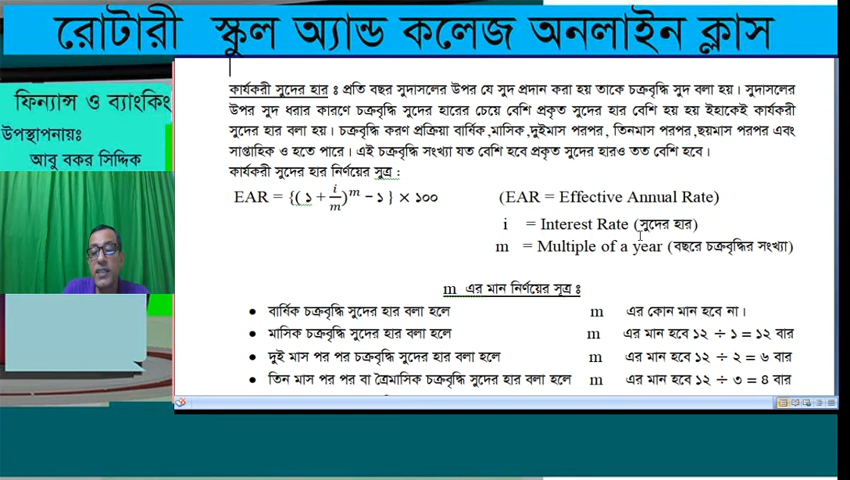 রোটারী স্কুল অ্যান্ড কলেজ অনলাইন ক্লাস
ফিন্যান্স ও ব্যাংকিং
উপস্থাপনায়ঃ
আবু বকর সিদ্দিক
কার্যকরী সুদের হার ঃ প্রতি বছর সুদাসলের উপর যে সুদ প্রদান করা হয় তাকে চক্রবৃদ্ধি সুদ বলা হয়। সুদাসলের
উপর সুদ ধরার কারণে চক্রবৃদ্ধি সুদের হারের চেয়ে বেশি প্রকৃত সুদের হার বেশি হয় হয় ইহাকেই কার্যকরী
সুদের হার বলা হয়। চক্রবৃদ্ধি করণ প্রক্রিয়া বার্ষিক ,মাসিক ,দুইমাস পরপর, তিনমাস পরপর ,ছয়মাস পরপর এবং
সাপ্তাহিক ও হতে পারে। এই চক্রবৃদ্ধি সংখ্যা যত বেশি হবে প্রকৃত সুদের হারও তত বেশি হবে।
কার্যকরী সুদের হার নির্ণয়ের সুত্র :
EAR = {( ১ + i/m)^m − ১ } × ১০০ (EAR = Effective Annual Rate)
i = Interest Rate (সুদের হার)
m = Multiple of a year (বছরে চক্রবৃদ্ধির সংখ্যা)
m এর মান নির্ণয়ের সূত্র ঃ
• বার্ষিক চক্রবৃদ্ধি সুদের হার বলা হলে m এর কোন মান হবে না।
• মাসিক চক্রবৃদ্ধি সুদের হার বলা হলে m এর মান হবে ১২ ÷ ১ = ১২ বার
• দুই মাস পর পর চক্রবৃদ্ধি সুদের হার বলা হলে m এর মান হবে ১২ ÷ ২ = ৬ বার
• তিন মাস পর পর বা ত্রৈমাসিক চক্রবৃদ্ধি সুদের হার বলা হলে m এর মান হবে ১২ ÷ ৩ = ৪ বার